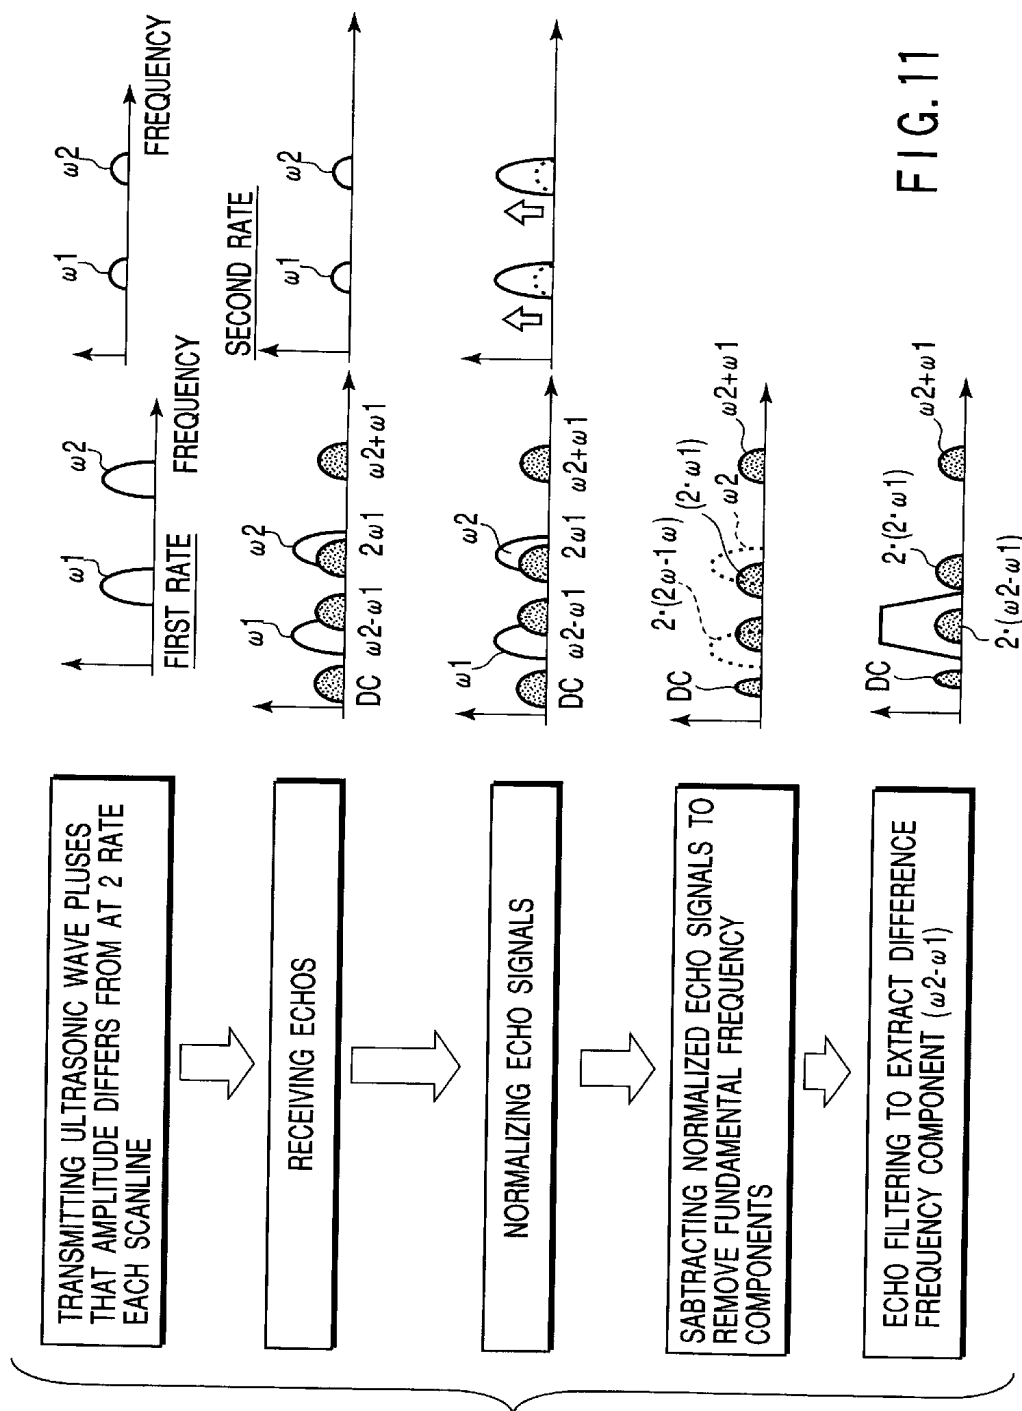 TRANSMITTING ULTRASONIC WAVE PLUSES
THAT AMPLITUDE DIFFERS FROM AT 2 RATE
EACH SCANLINE
ω1
ω2
FIRST RATE
FREQUENCY
ω1
ω2
FREQUENCY
RECEIVING ECHOS
ω1
ω2
DC
ω2-ω1
2ω1
ω2+ω1
SECOND RATE
ω1
ω2
NORMALIZING ECHO SIGNALS
ω1
ω2
DC
ω2-ω1
2ω1
ω2+ω1
SABTRACTING NORMALIZED ECHO SIGNALS TO
REMOVE FUNDAMENTAL FREQUENCY
COMPONENTS
DC
2·(2ω-1ω)
(2·ω1)
ω2
ω2+ω1
ECHO FILTERING TO EXTRACT DIFFERENCE
FREQUENCY COMPONENT (ω2-ω1)
DC
2·(2·ω1)
ω2+ω1
2·(ω2-ω1)
FIG. 11